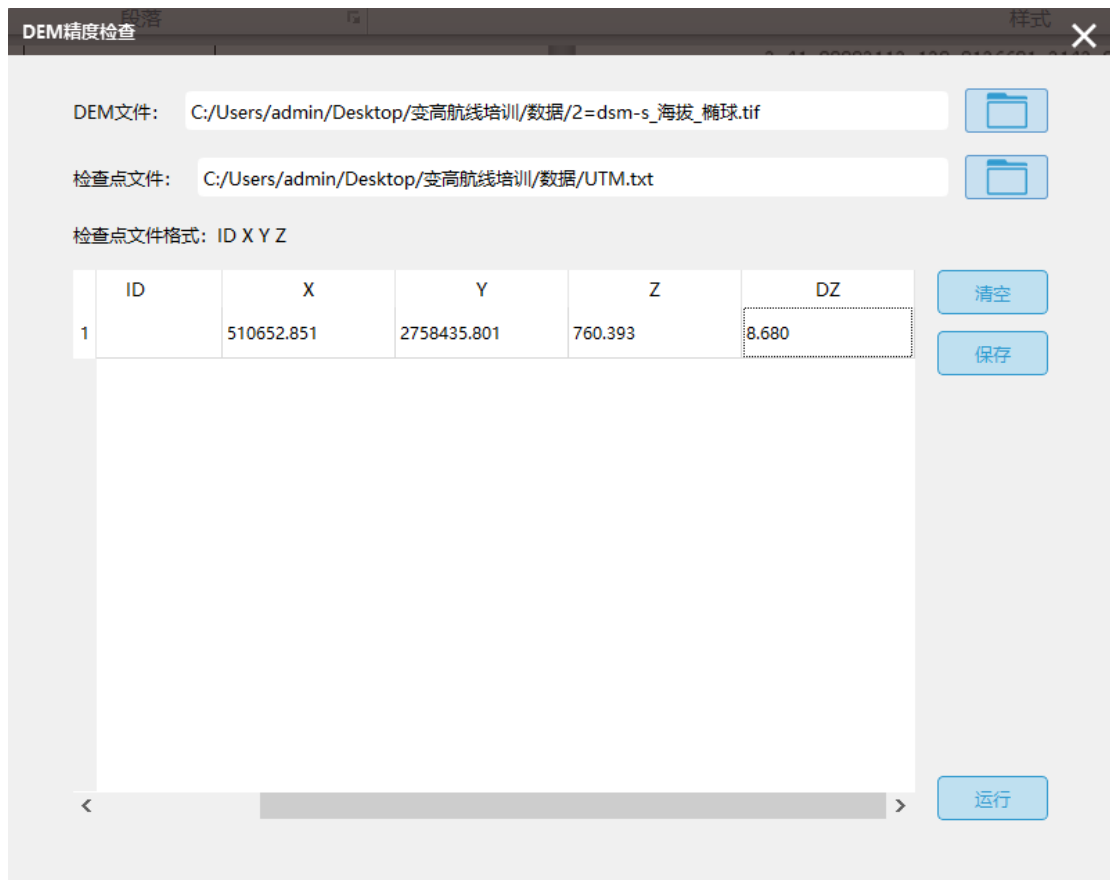 段落 样式
DEM精度检查
DEM文件: C:/Users/admin/Desktop/变高航线培训/数据/2=dsm-s_海拔_椭球.tif
检查点文件: C:/Users/admin/Desktop/变高航线培训/数据/UTM.txt
检查点文件格式: ID X Y Z
ID X Y Z DZ
清空
1 510652.851 2758435.801 760.393 8.680
保存
运行